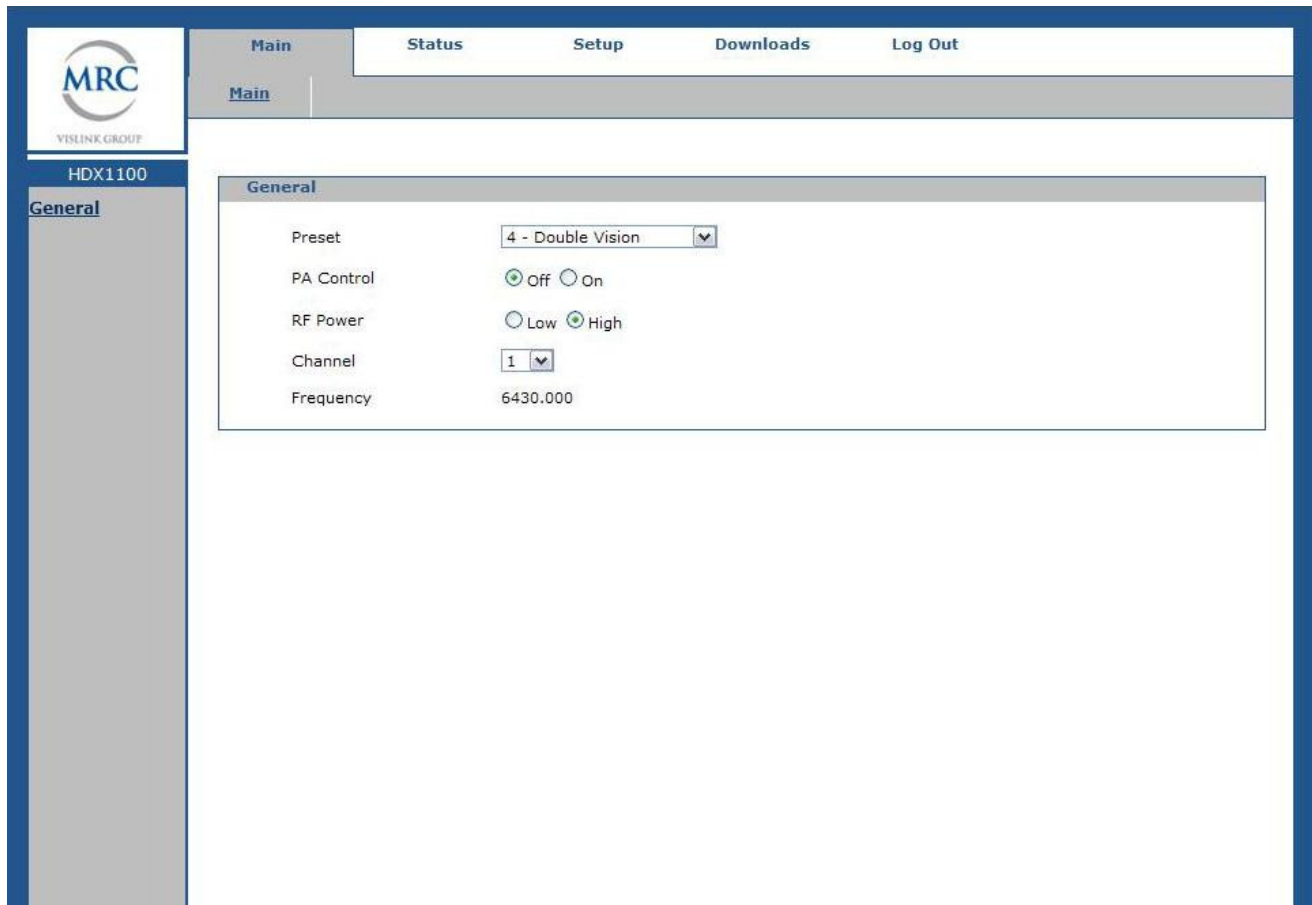 MRC
VISLINK GROUP
Main Status Setup Downloads Log Out
Main
HDX1100
General
General
Preset 4 - Double Vision
PA Control Off On
RF Power Low High
Channel 1
Frequency 6430.000